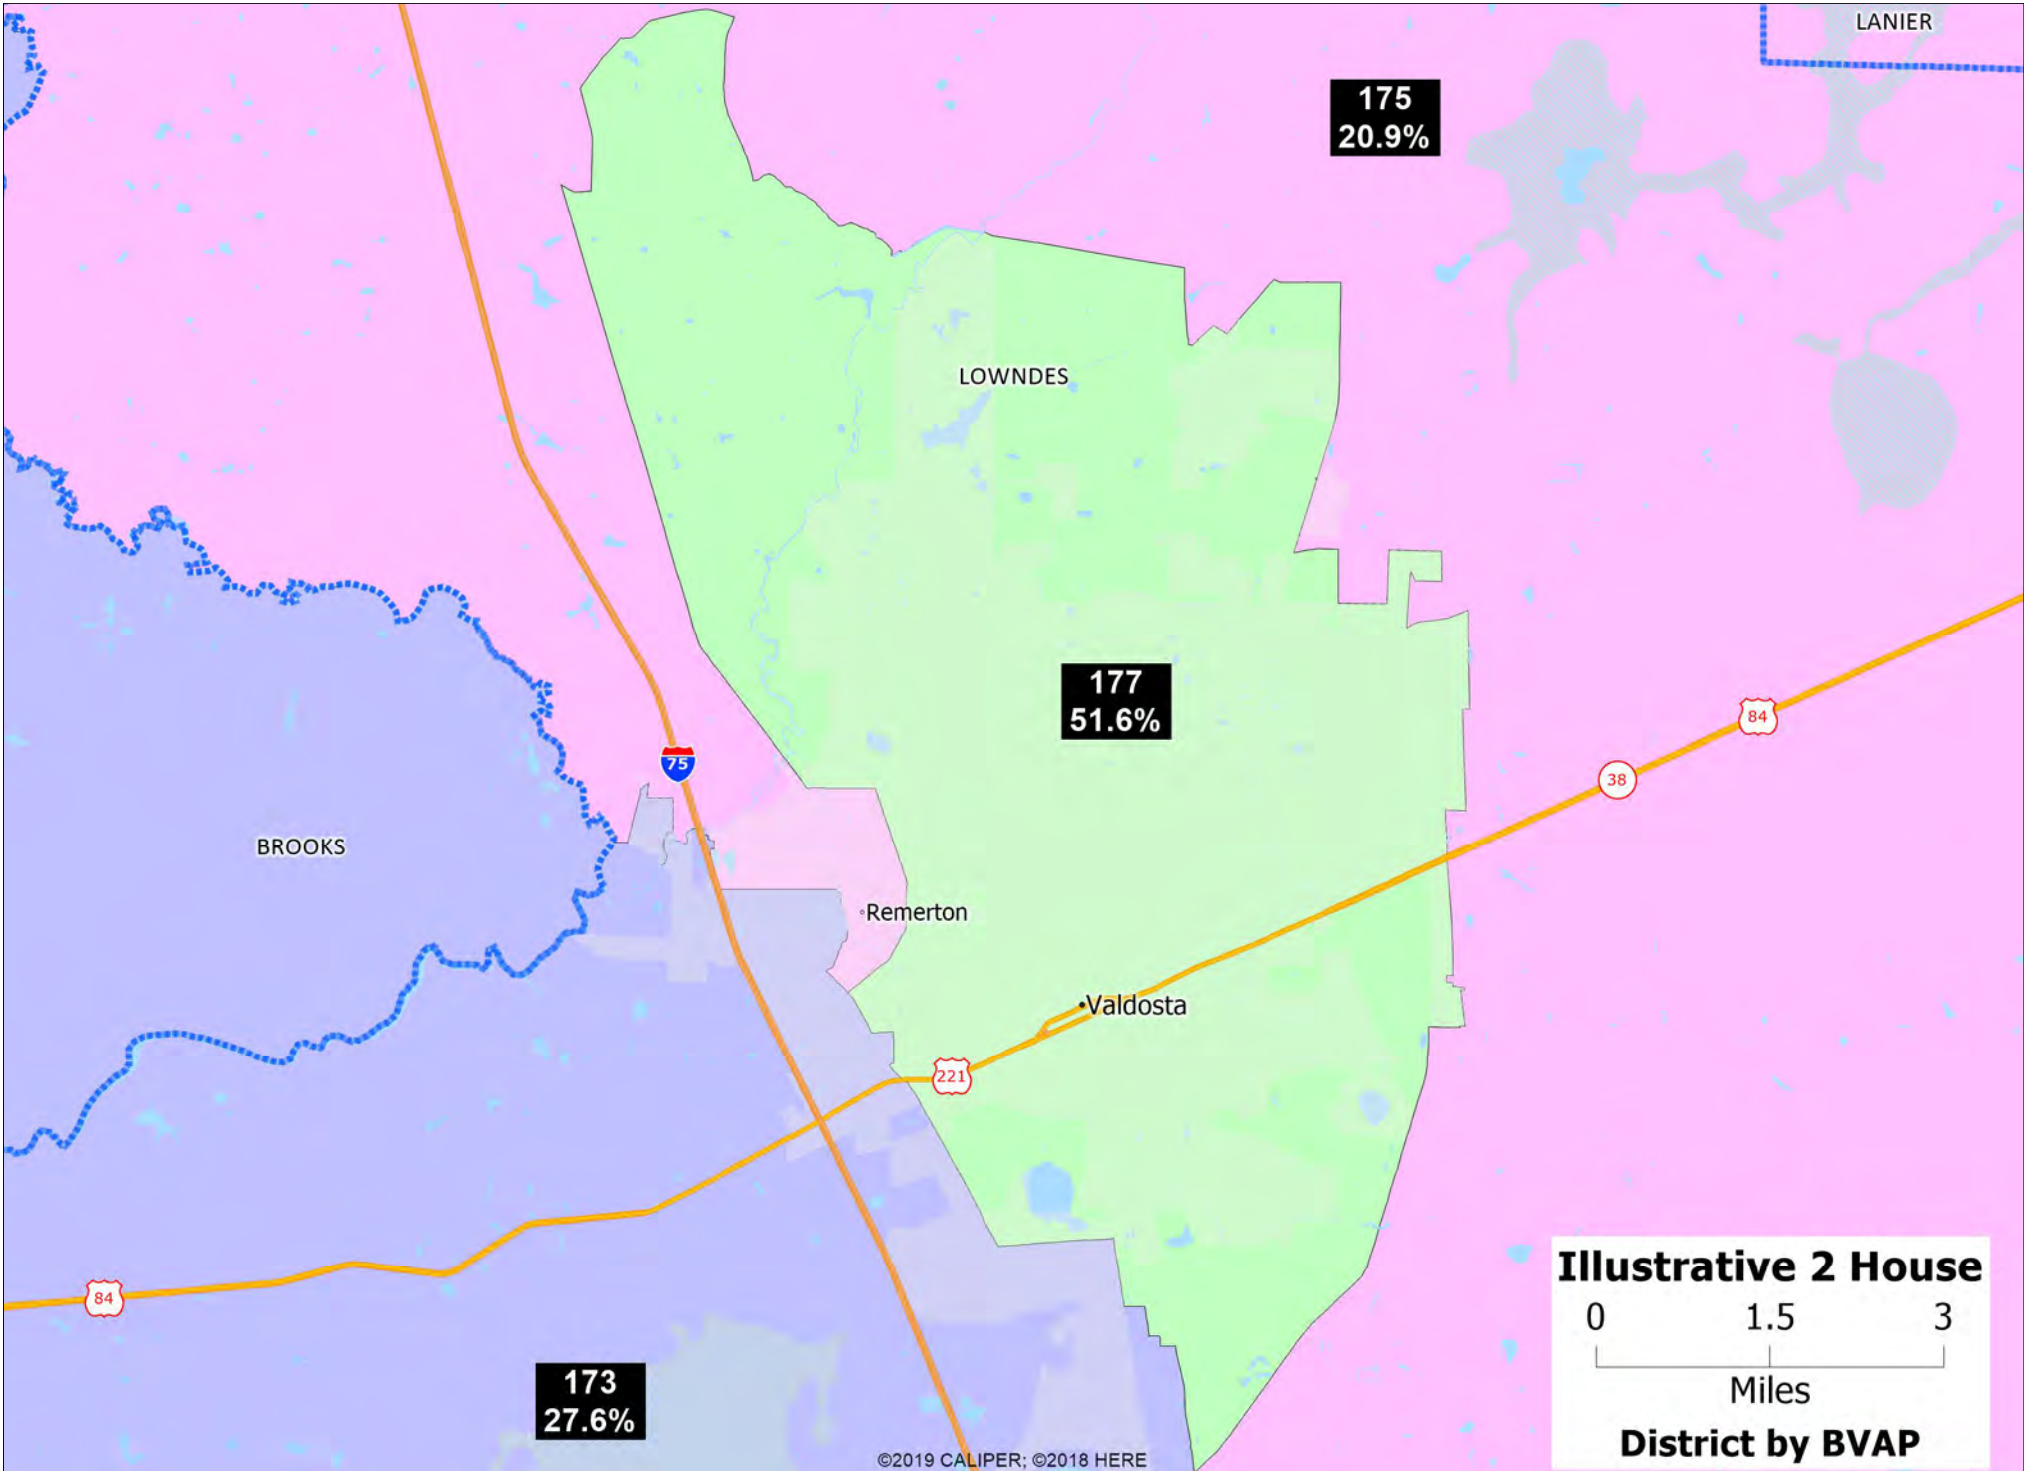 LANIER
175
20.9%
LOWNDES
177
51.6%
84
38
75
BROOKS
Remerton
Valdosta
221
84
173
27.6%
Illustrative 2 House
0 1.5 3
Miles
District by BVAP
©2019 CALIPER; ©2018 HERE